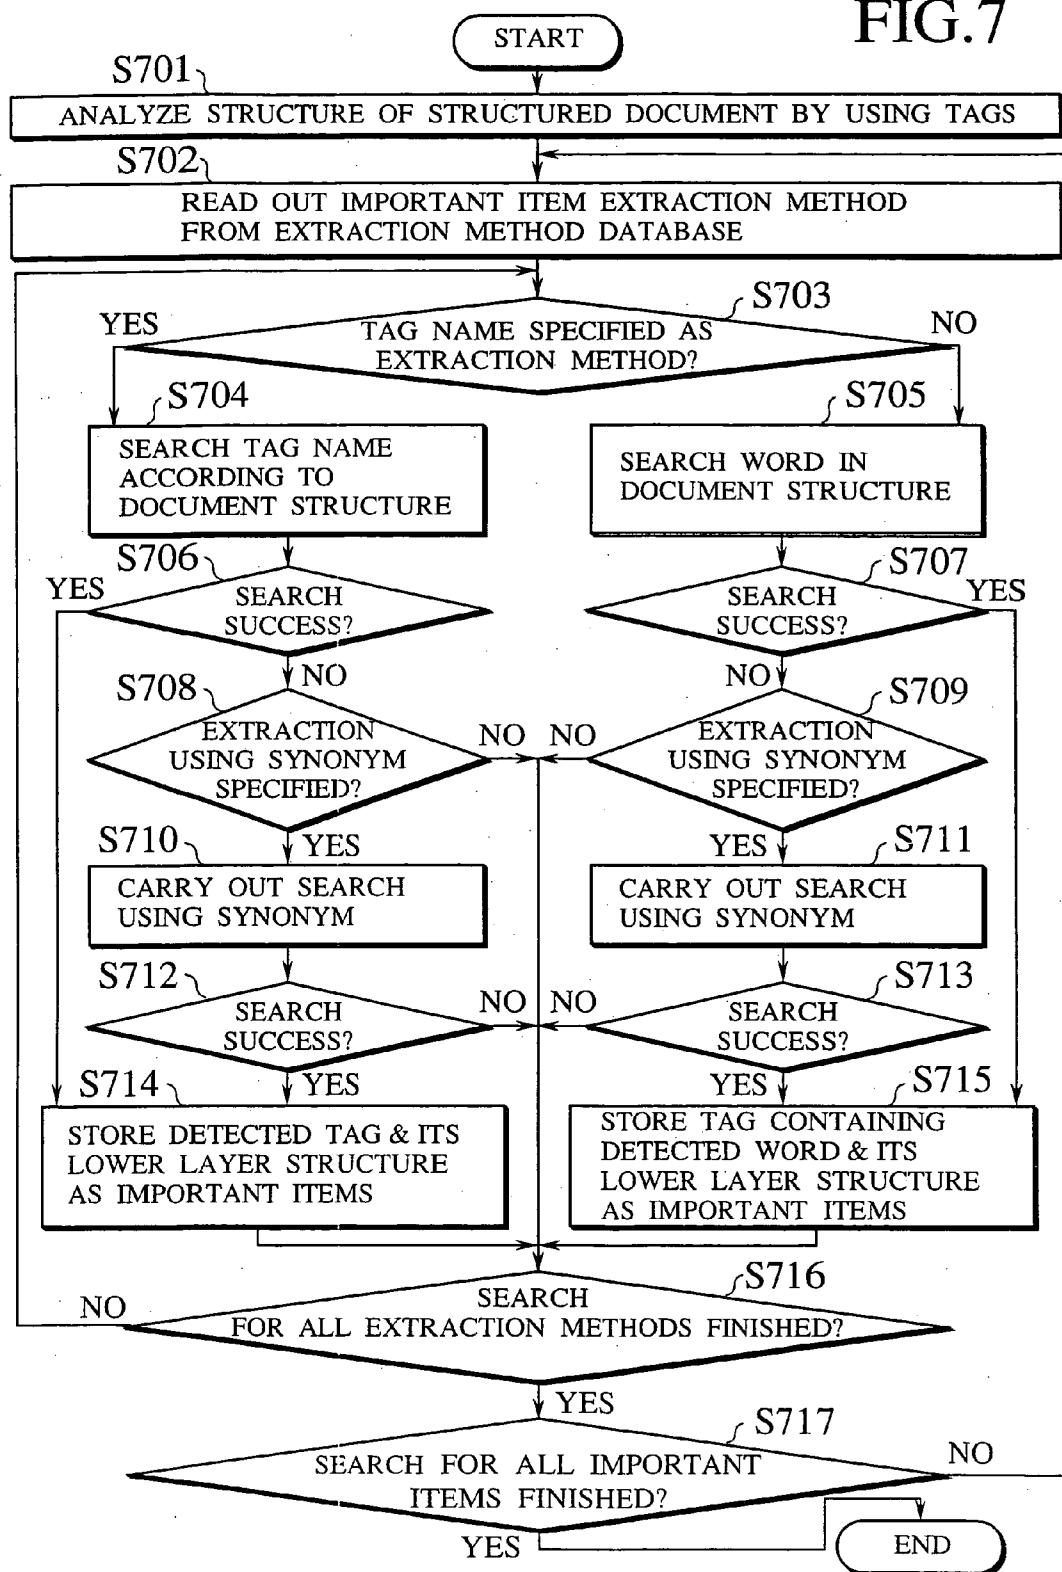 FIG.7
START
S701
ANALYZE STRUCTURE OF STRUCTURED DOCUMENT BY USING TAGS
S702
READ OUT IMPORTANT ITEM EXTRACTION METHOD
FROM EXTRACTION METHOD DATABASE
S703
YES
NO
TAG NAME SPECIFIED AS
EXTRACTION METHOD?
S704
S705
SEARCH TAG NAME
ACCORDING TO
DOCUMENT STRUCTURE
SEARCH WORD IN
DOCUMENT STRUCTURE
S706
S707
YES
YES
SEARCH
SUCCESS?
SEARCH
SUCCESS?
NO
NO
S708
S709
EXTRACTION
USING SYNONYM
SPECIFIED?
NO
NO
EXTRACTION
USING SYNONYM
SPECIFIED?
YES
YES
S710
S711
CARRY OUT SEARCH
USING SYNONYM
CARRY OUT SEARCH
USING SYNONYM
S712
S713
SEARCH
SUCCESS?
NO
NO
SEARCH
SUCCESS?
YES
YES
S714
S715
STORE DETECTED TAG & ITS
LOWER LAYER STRUCTURE
AS IMPORTANT ITEMS
STORE TAG CONTAINING
DETECTED WORD & ITS
LOWER LAYER STRUCTURE
AS IMPORTANT ITEMS
S716
NO
SEARCH
FOR ALL EXTRACTION METHODS FINISHED?
YES
S717
NO
SEARCH FOR ALL IMPORTANT
ITEMS FINISHED?
YES
END